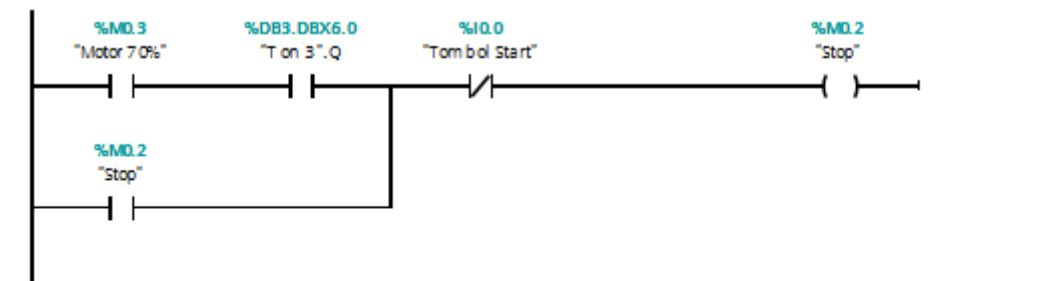 %M0.3
"Motor 70%"
%DB3.DBX6.0
"T on 3".Q
%I0.0
"Tombol Start"
%M0.2
"Stop"
%M0.2
"Stop"